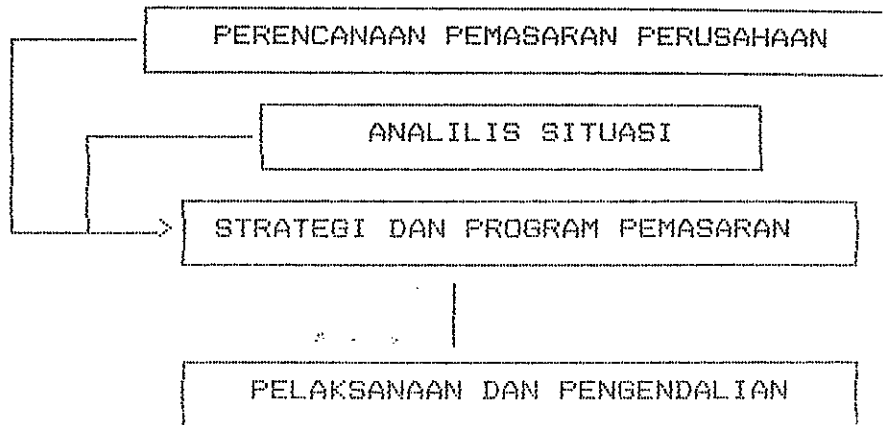 PERENCANAAN PEMASARAN PERUSAHAAN
ANALILIS SITUASI
STRATEGI DAN PROGRAM PEMASARAN
PELAKSANAAN DAN PENGENDALIAN